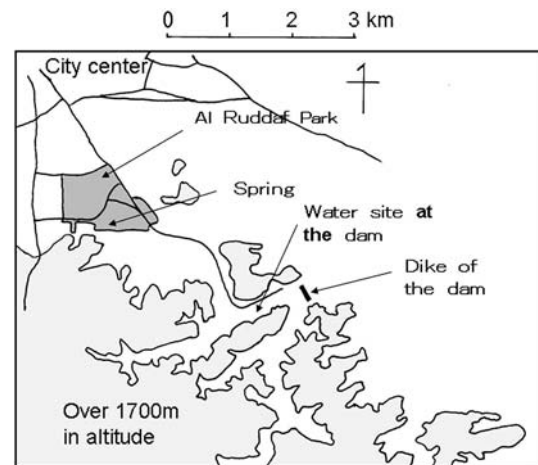 0 1 2 3 km
City center
Al Ruddaf Park
Spring
Water site at
the dam
Dike of
the dam
Over 1700m
in altitude